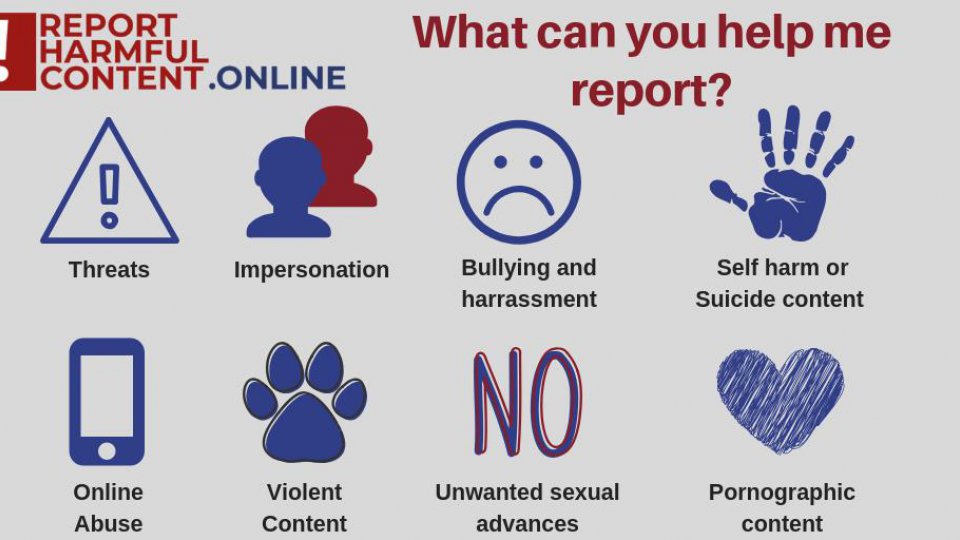 REPORT
HARMFUL
CONTENT.ONLINE
What can you help me
report?
Threats
Impersonation
Bullying and
harrassment
Self harm or
Suicide content
NO
Online
Abuse
Violent
Content
Unwanted sexual
advances
Pornographic
content